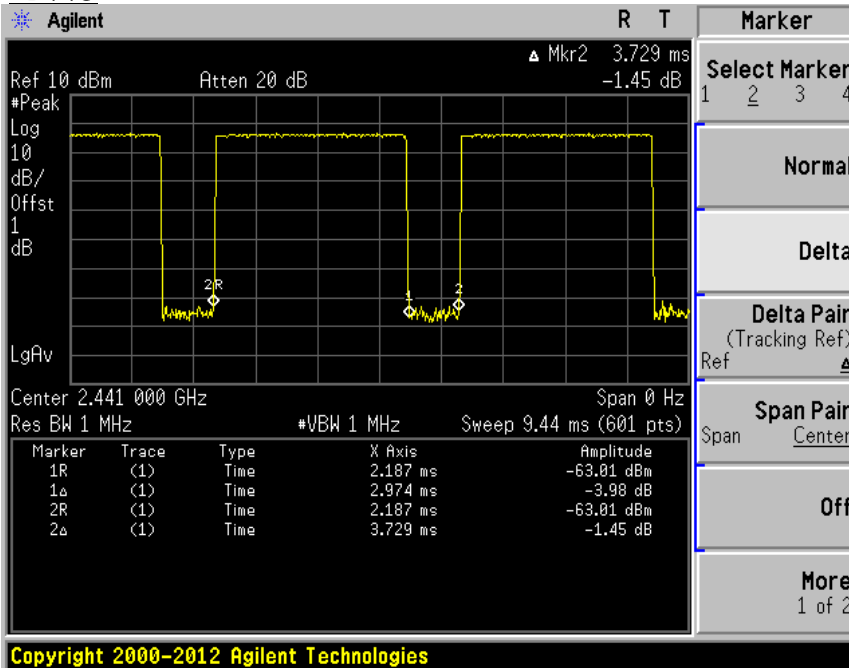 Agilent R T Marker
Δ Mkr2 3.729 ms
Ref 10 dBm Atten 20 dB -1.45 dB
#Peak
Log
10
dB/
Offst
1
dB
2R
1
2
LgAv
Center 2.441 000 GHz Span 0 Hz
Res BW 1 MHz #VBW 1 MHz Sweep 9.44 ms (601 pts)
Marker Trace Type X Axis Amplitude
1R (1) Time 2.187 ms -63.01 dBm
1Δ (1) Time 2.974 ms -3.98 dB
2R (1) Time 2.187 ms -63.01 dBm
2Δ (1) Time 3.729 ms -1.45 dB
Select Marker
1 2 3 4
Normal
Delta
Delta Pair
(Tracking Ref)
Ref Δ
Span Pair
Span Center
Off
More
1 of 2
Copyright 2000-2012 Agilent Technologies